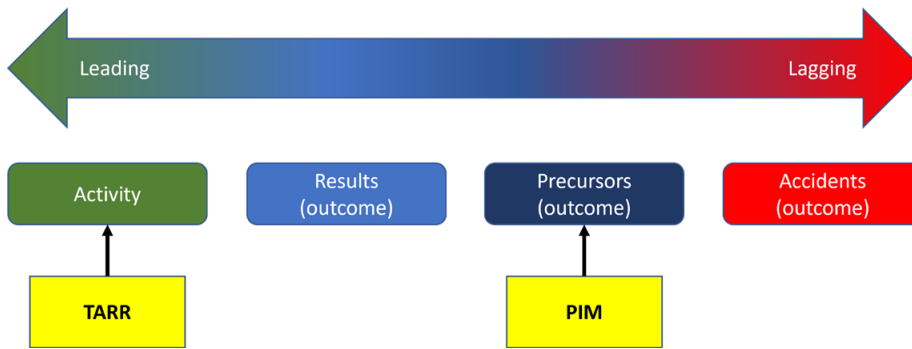 Leading
Lagging
Activity
Results
(outcome)
Precursors
(outcome)
Accidents
(outcome)
TARR
PIM